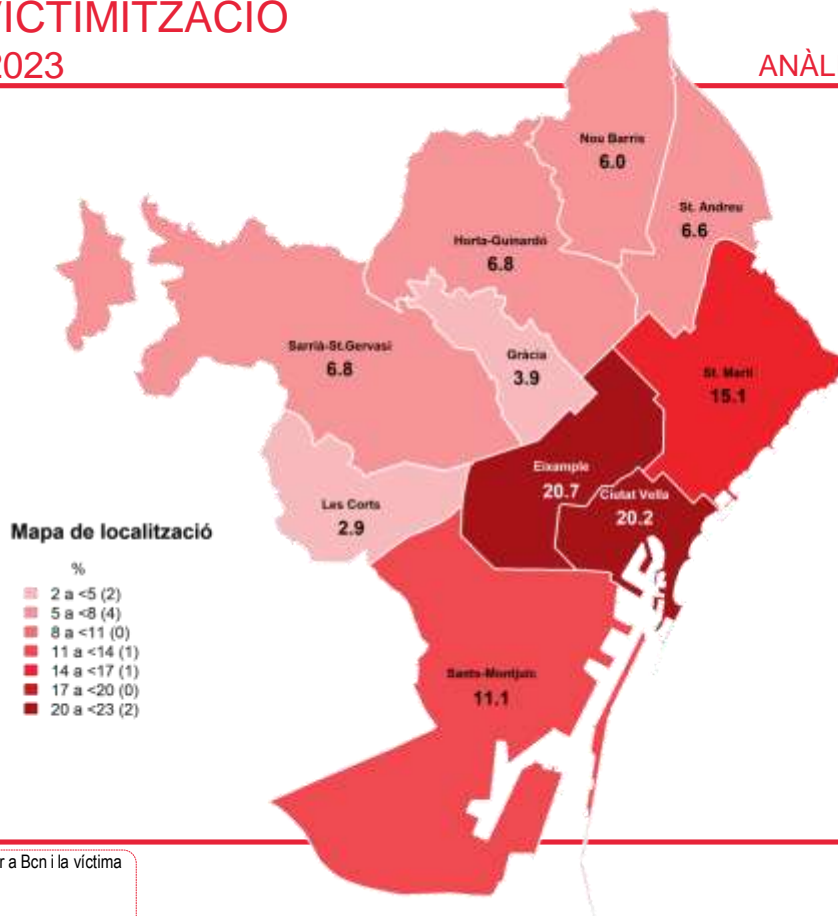 VICTIMITZACIÓ
2023
ANÀL
Nou Barris
6.0
St. Andreu
6.6
Horta-Guinardó
6.8
Sarrià-St.Gervasi
6.8
Gràcia
3.9
St. Martí
15.1
Eixample
20.7
Ciutat Vella
20.2
Les Corts
2.9
Mapa de localització
%
2 a <5 (2)
5 a <8 (4)
8 a <11 (0)
11 a <14 (1)
14 a <17 (1)
17 a <20 (0)
20 a <23 (2)
Sants-Montjuïc
11.1
r a Bcn i la víctima